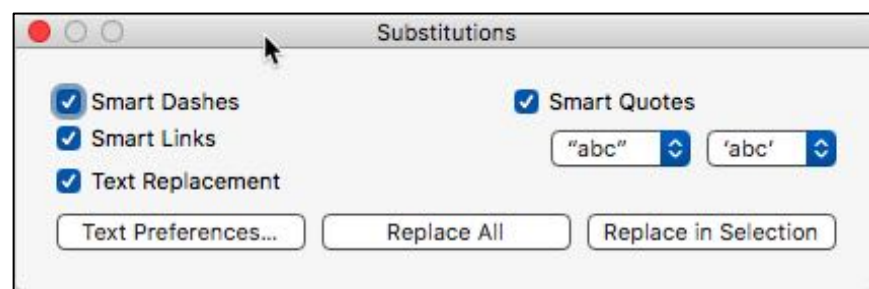 Substitutions
Smart Dashes
Smart Quotes
Smart Links
“abc”
‘abc’
Text Replacement
Text Preferences...
Replace All
Replace in Selection